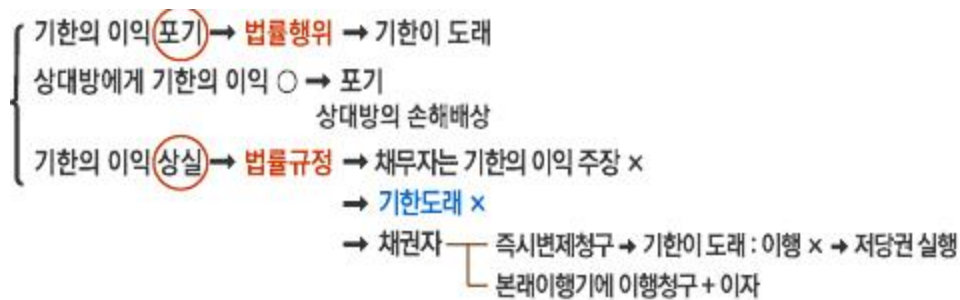 기한의 이익 포기 → 법률행위 → 기한이 도래
상대방에게 기한의 이익 ○ → 포기
상대방의 손해배상
기한의 이익 상실 → 법률규정 → 채무자는 기한의 이익 주장 ×
→ 기한도래 ×
→ 채권자 즉시변제청구 → 기한이 도래 : 이행 × → 저당권 실행
본래이행기에 이행청구 + 이자